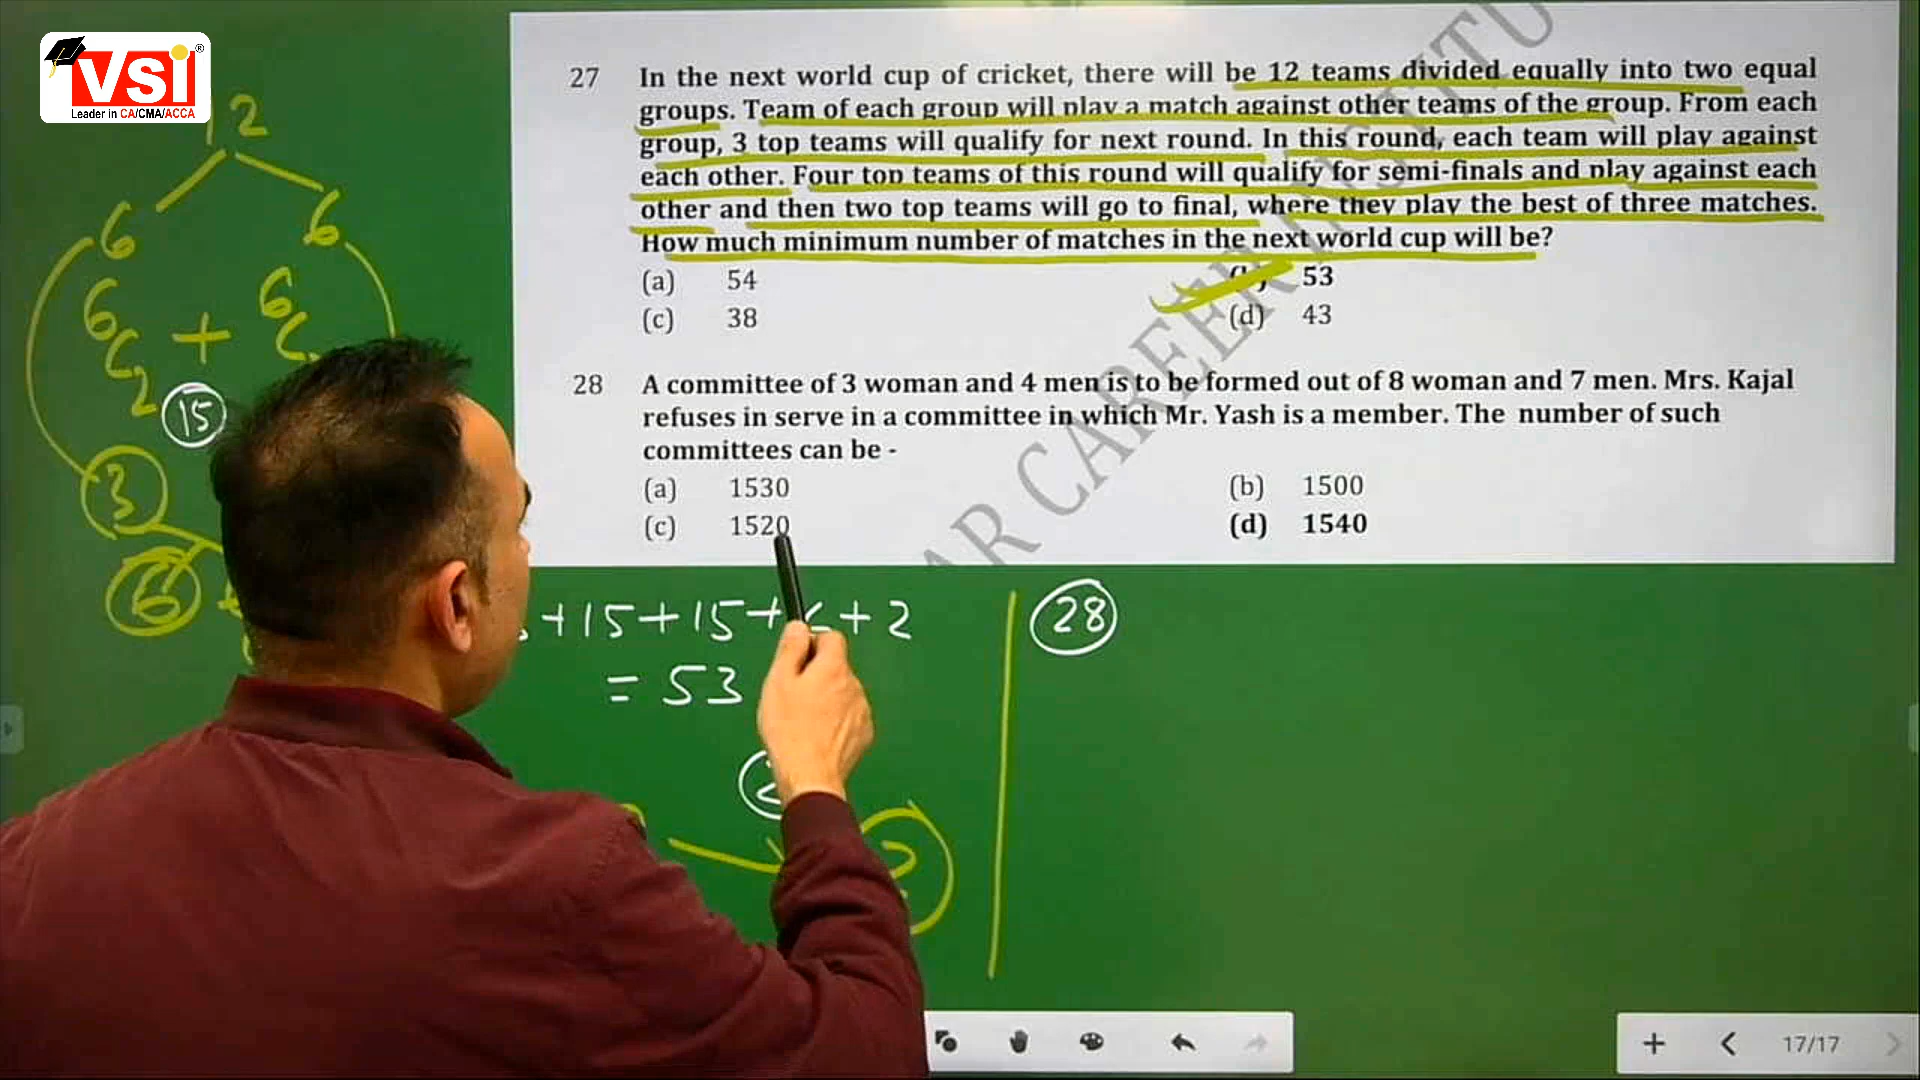 VSI ®
Leader in CA/CMA/ACCA
27 In the next world cup of cricket, there will be 12 teams divided equally into two equal
groups. Team of each group will play a match against other teams of the group. From each
group, 3 top teams will qualify for next round. In this round, each team will play against
each other. Four top teams of this round will qualify for semi-finals and play against each
other and then two top teams will go to final, where they play the best of three matches.
How much minimum number of matches in the next world cup will be?
(a) 54 53
(c) 38 (d) 43
28 A committee of 3 woman and 4 men is to be formed out of 8 woman and 7 men. Mrs. Kajal
refuses in serve in a committee in which Mr. Yash is a member. The number of such
committees can be -
(a) 1530 (b) 1500
(c) 1520 (d) 1540
AR CAREER INSTITU
12
6 6
6C2 + 6C
15
3
6
+15+15+ +2
= 53
28
2
2
17/17